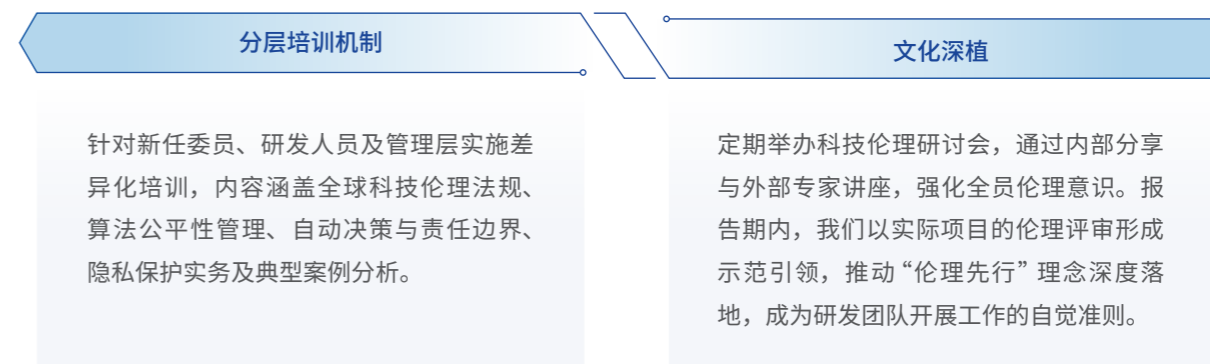 分层培训机制
针对新任委员、研发人员及管理层实施差
异化培训，内容涵盖全球科技伦理法规、
算法公平性管理、自动决策与责任边界、
隐私保护实务及典型案例分析。
文化深植
定期举办科技伦理研讨会，通过内部分享
与外部专家讲座，强化全员伦理意识。报
告期内，我们以实际项目的伦理评审形成
示范引领，推动“伦理先行”理念深度落
地，成为研发团队开展工作的自觉准则。